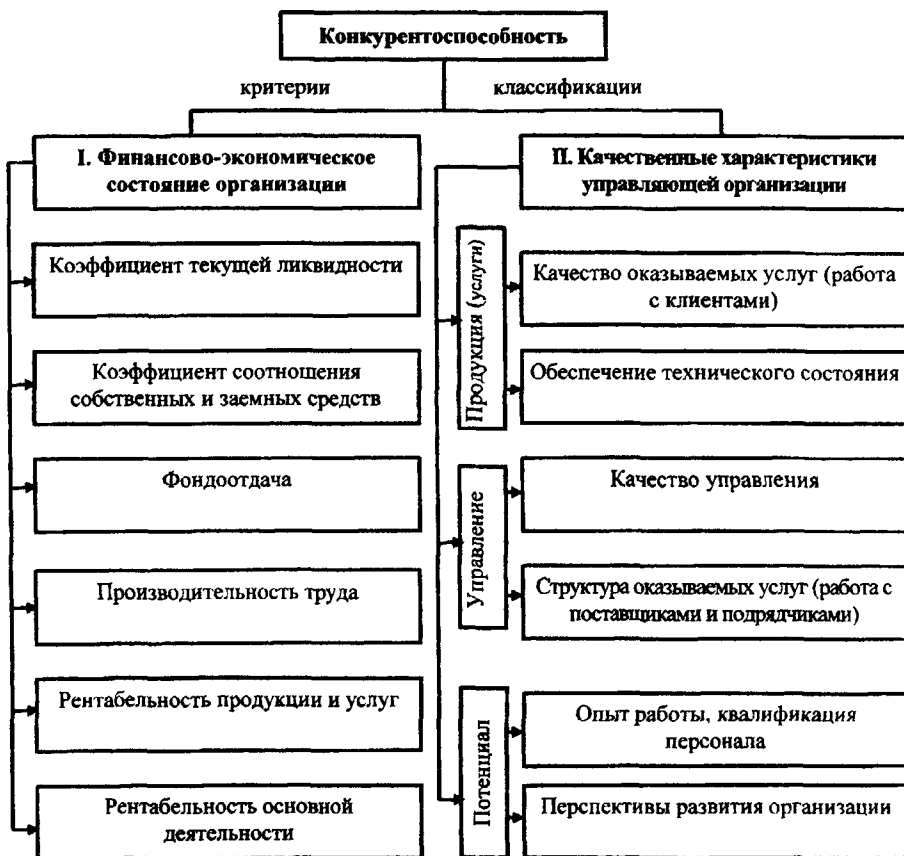 Конкурентоспособность
критерии
классификации
I. Финансово-экономическое
состояние организации
Коэффициент текущей ликвидности
Коэффициент соотношения
собственных и заемных средств
Фондоотдача
Производительность труда
Рентабельность продукции и услуг
Рентабельность основной
деятельности
II. Качественные характеристики
управляющей организации
Продукция (услуги)
Качество оказываемых услуг (работа
с клиентами)
Обеспечение технического состояния
Управление
Качество управления
Структура оказываемых услуг (работа с
поставщиками и подрядчиками)
Потенциал
Опыт работы, квалификация
персонала
Перспективы развития организации